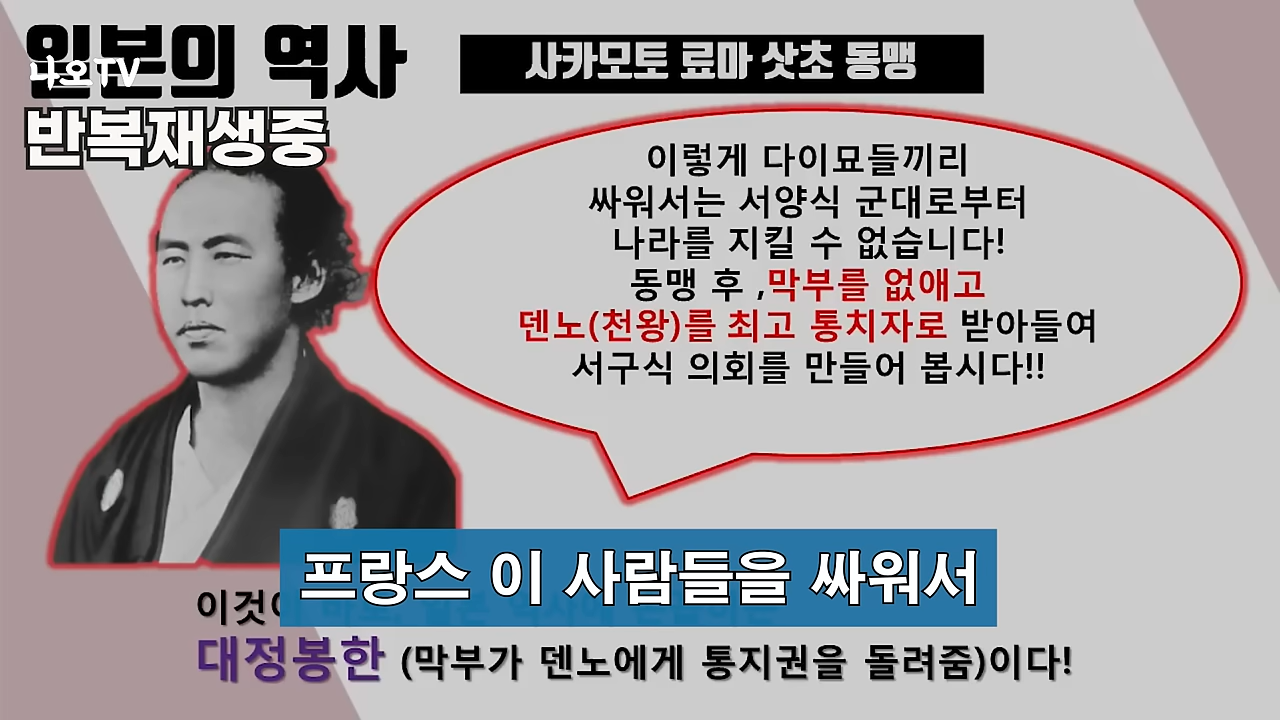 일본의 역사
나오TV
반복재생중
사카모토 료마 삿초 동맹
이렇게 다이묘들끼리
싸워서는 서양식 군대로부터
나라를 지킬 수 없습니다!
동맹 후 ,막부를 없애고
덴노(천왕)를 최고 통치자로 받아들여
서구식 의회를 만들어 봅시다!!
프랑스 이 사람들을 싸워서
이것이
대정봉한 (막부가 덴노에게 통지권을 돌려줌)이다!